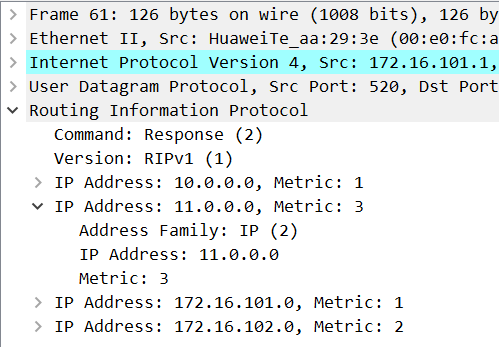 Frame 61: 126 bytes on wire (1008 bits), 126 by
Ethernet II, Src: HuaweiTe_aa:29:3e (00:e0:fc:a
Internet Protocol Version 4, Src: 172.16.101.1,
User Datagram Protocol, Src Port: 520, Dst Port
Routing Information Protocol
Command: Response (2)
Version: RIPv1 (1)
IP Address: 10.0.0.0, Metric: 1
IP Address: 11.0.0.0, Metric: 3
Address Family: IP (2)
IP Address: 11.0.0.0
Metric: 3
IP Address: 172.16.101.0, Metric: 1
IP Address: 172.16.102.0, Metric: 2